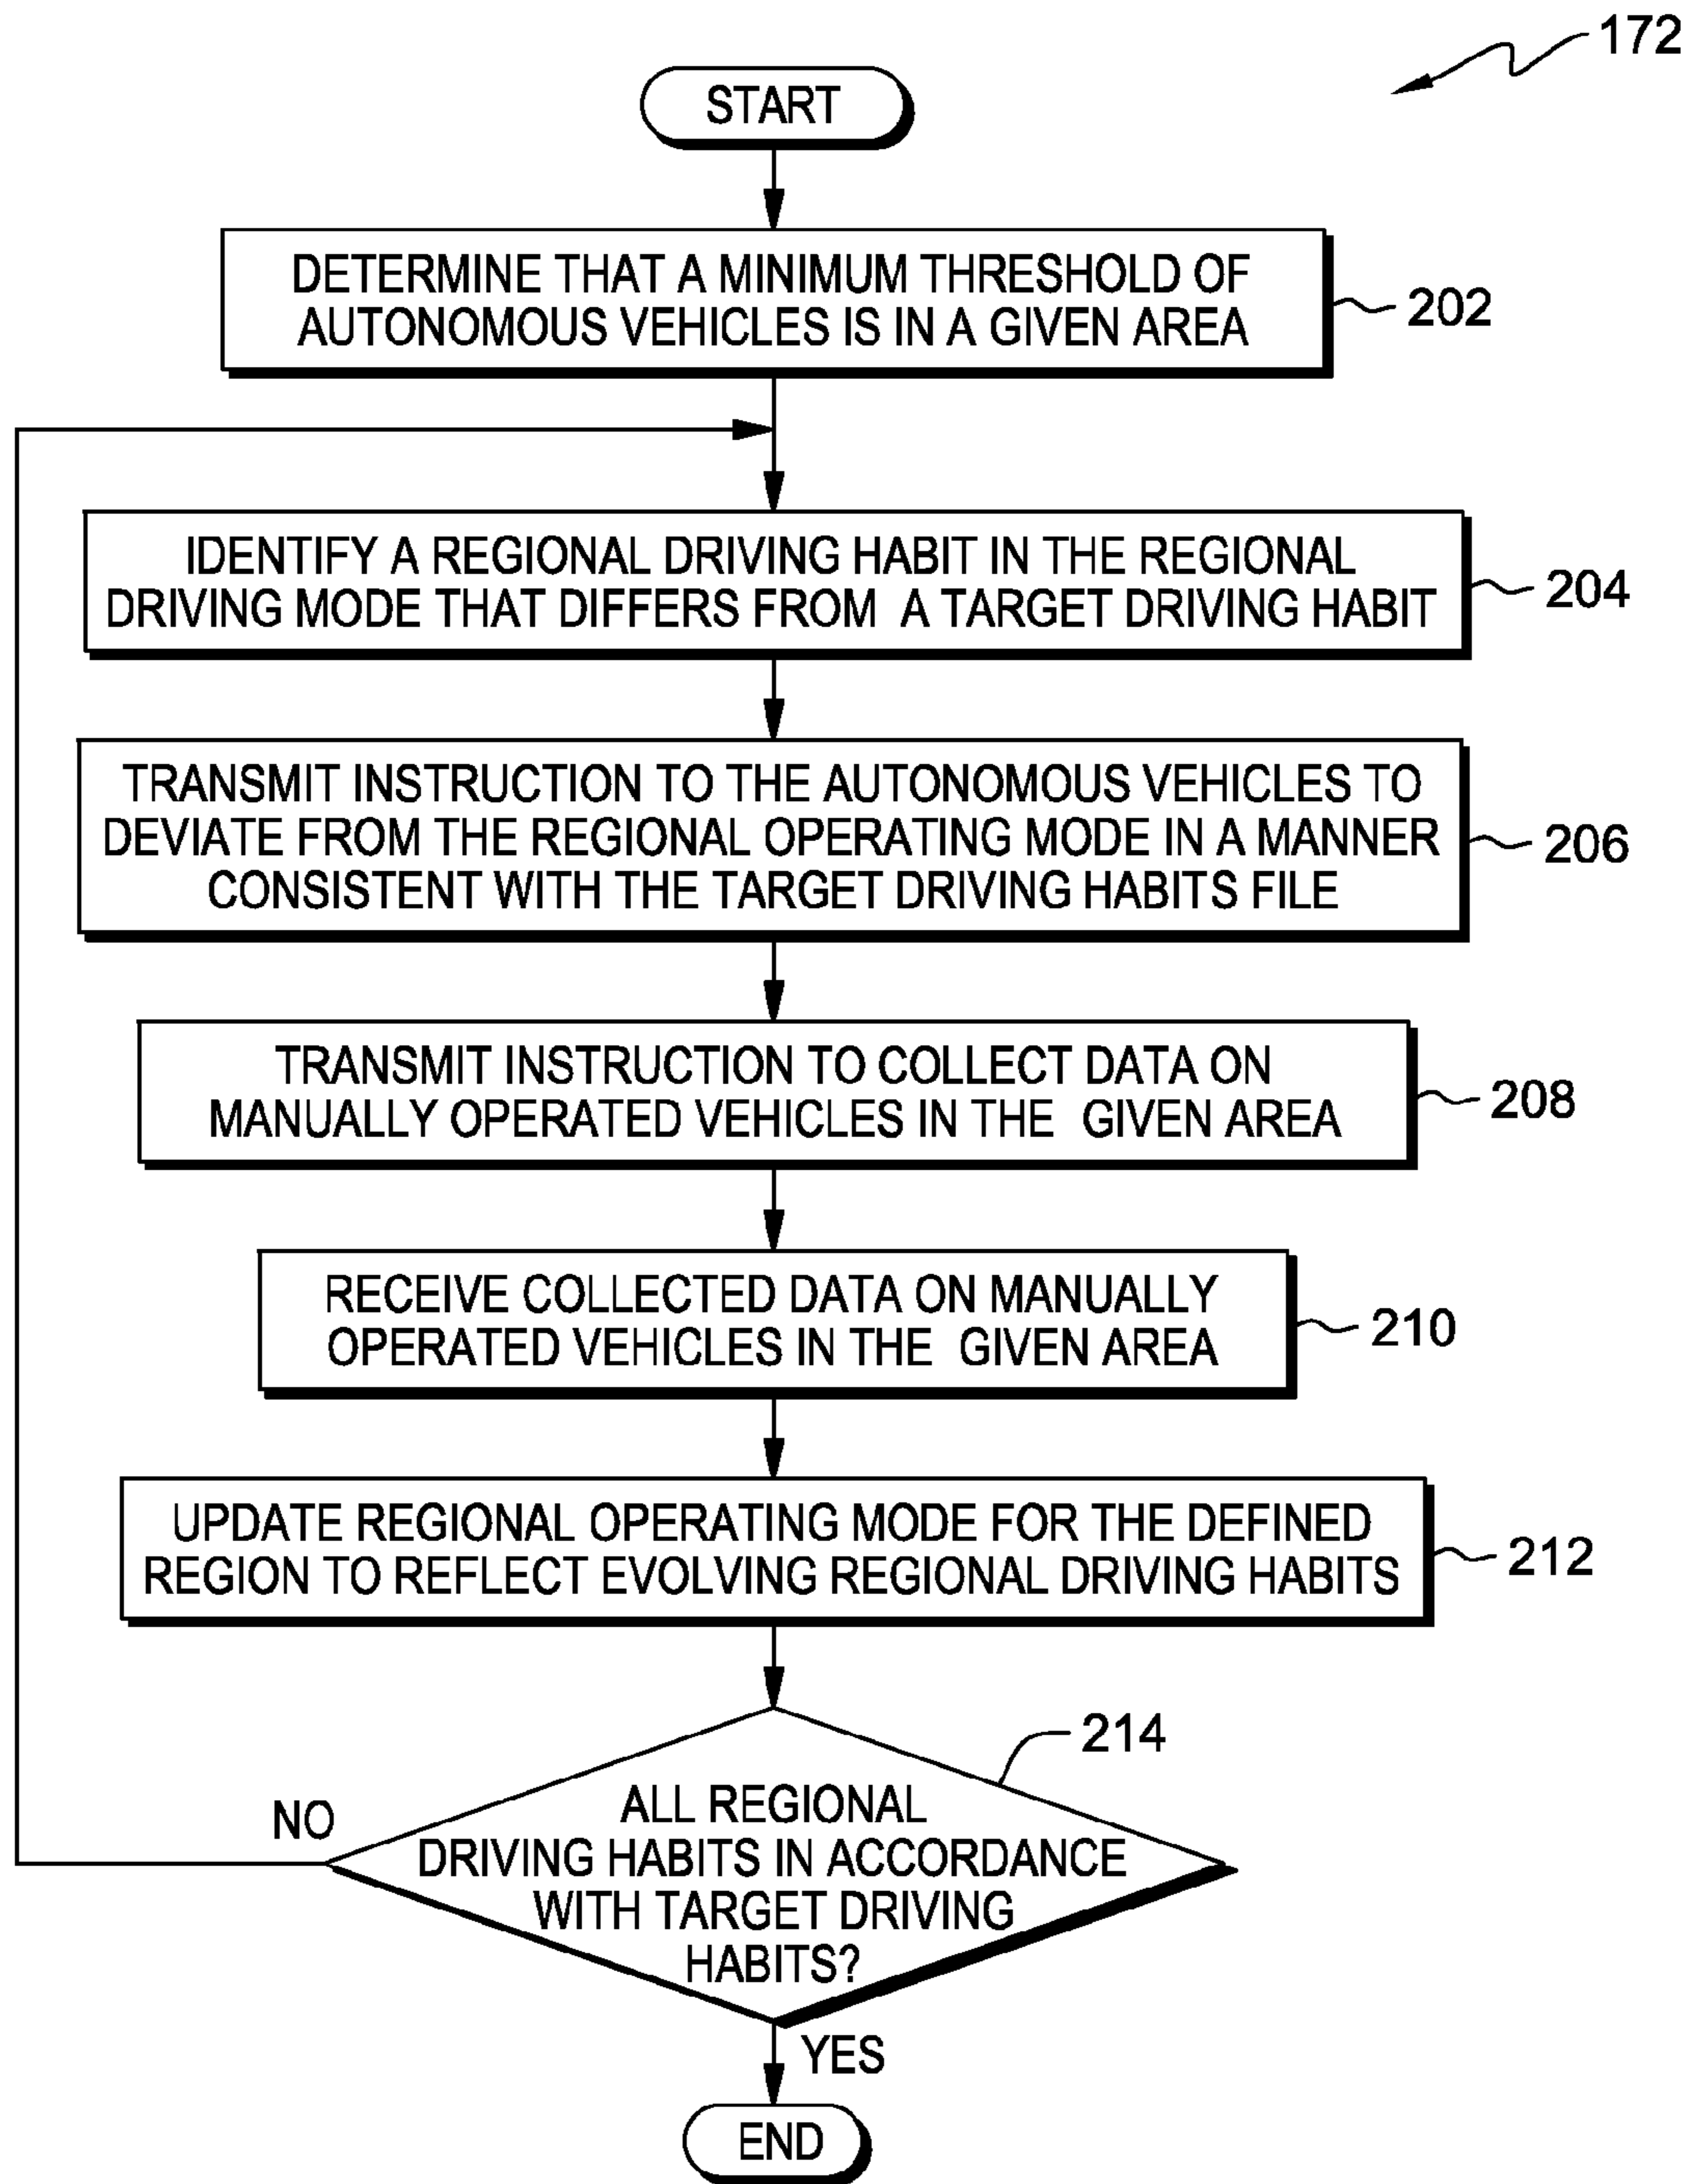 172
START
DETERMINE THAT A MINIMUM THRESHOLD OF
AUTONOMOUS VEHICLES IS IN A GIVEN AREA
202
IDENTIFY A REGIONAL DRIVING HABIT IN THE REGIONAL
DRIVING MODE THAT DIFFERS FROM A TARGET DRIVING HABIT
204
TRANSMIT INSTRUCTION TO THE AUTONOMOUS VEHICLES TO
DEVIATE FROM THE REGIONAL OPERATING MODE IN A MANNER
CONSISTENT WITH THE TARGET DRIVING HABITS FILE
206
TRANSMIT INSTRUCTION TO COLLECT DATA ON
MANUALLY OPERATED VEHICLES IN THE GIVEN AREA
208
RECEIVE COLLECTED DATA ON MANUALLY
OPERATED VEHICLES IN THE GIVEN AREA
210
UPDATE REGIONAL OPERATING MODE FOR THE DEFINED
REGION TO REFLECT EVOLVING REGIONAL DRIVING HABITS
212
214
ALL REGIONAL
DRIVING HABITS IN ACCORDANCE
WITH TARGET DRIVING
HABITS?
NO
YES
END